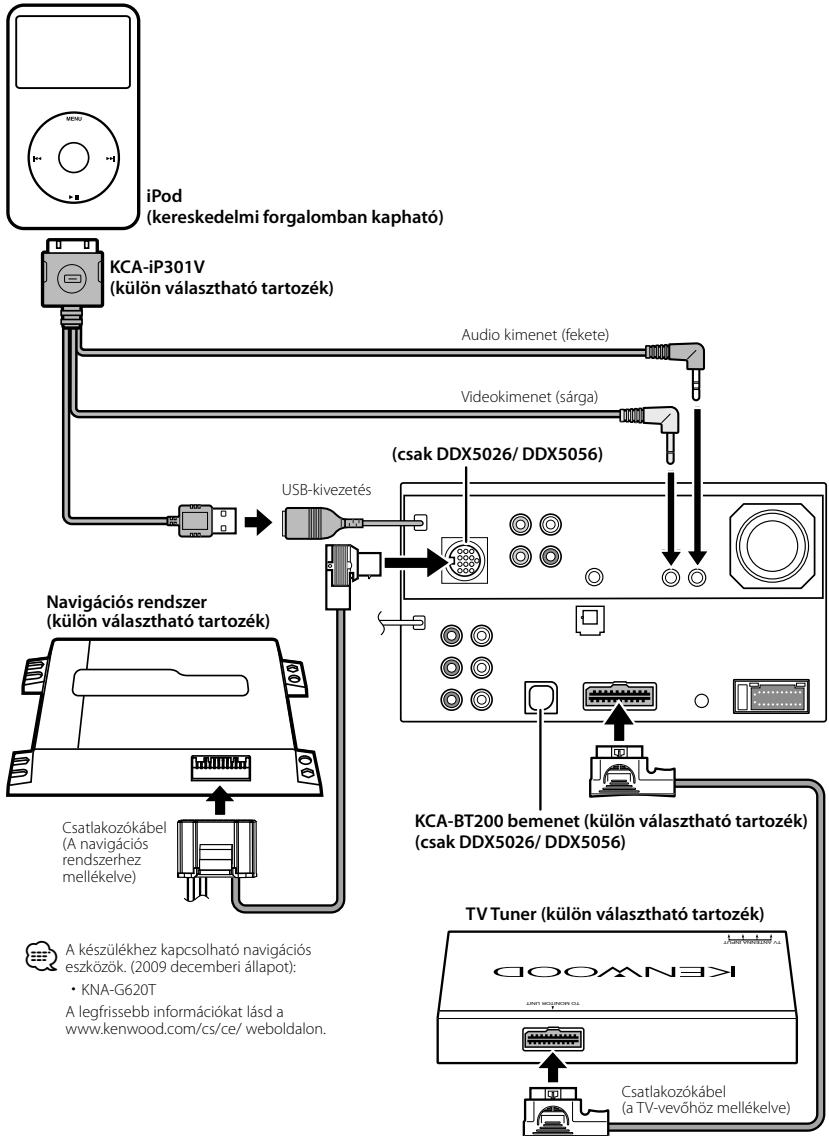 MENU
iPod
(kereskedelmi forgalomban kapható)
KCA-iP301V
(külön választható tartozék)
Audio kimenet (fekete)
Videokimenet (sárga)
(csak DDX5026/ DDX5056)
USB-kivezetés
Navigációs rendszer
(külön választható tartozék)
Csatlakozókábel
(A navigációs
rendszerhez
mellékelve)
KCA-BT200 bemenet (külön választható tartozék)
(csak DDX5026/ DDX5056)
TV Tuner (külön választható tartozék)
TV ANTENNA INPUT
KENWOOD
TO MONITOR UNIT
Csatlakozókábel
(a TV-vevőhöz mellékelve)
A készülékhez kapcsolható navigációs
eszközök. (2009 decemberi állapot):
• KNA-G620T
A legfrissebb információkat lásd a
www.kenwood.com/cs/ce/ weboldalon.